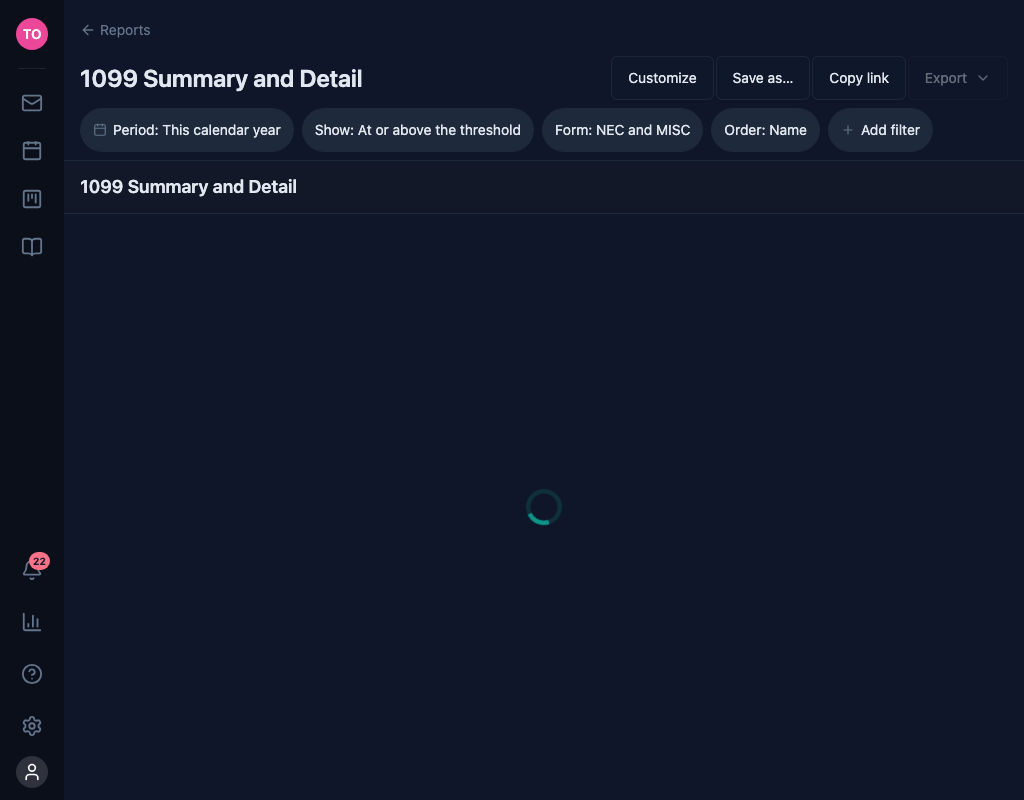 TO
Reports
1099 Summary and Detail
Customize
Save as...
Copy link
Export
Period: This calendar year
Show: At or above the threshold
Form: NEC and MISC
Order: Name
Add filter
1099 Summary and Detail
22